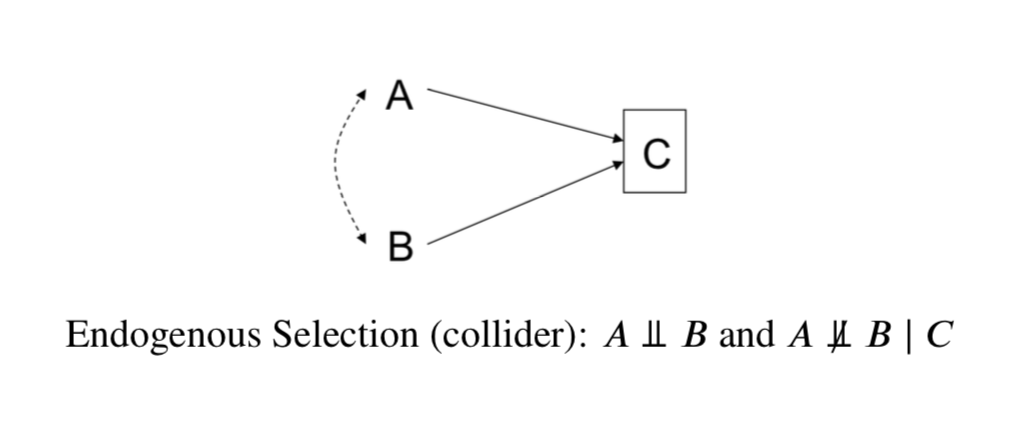 A
C
B
Endogenous Selection (collider): A ⫫ B and A ⫫̸ B | C